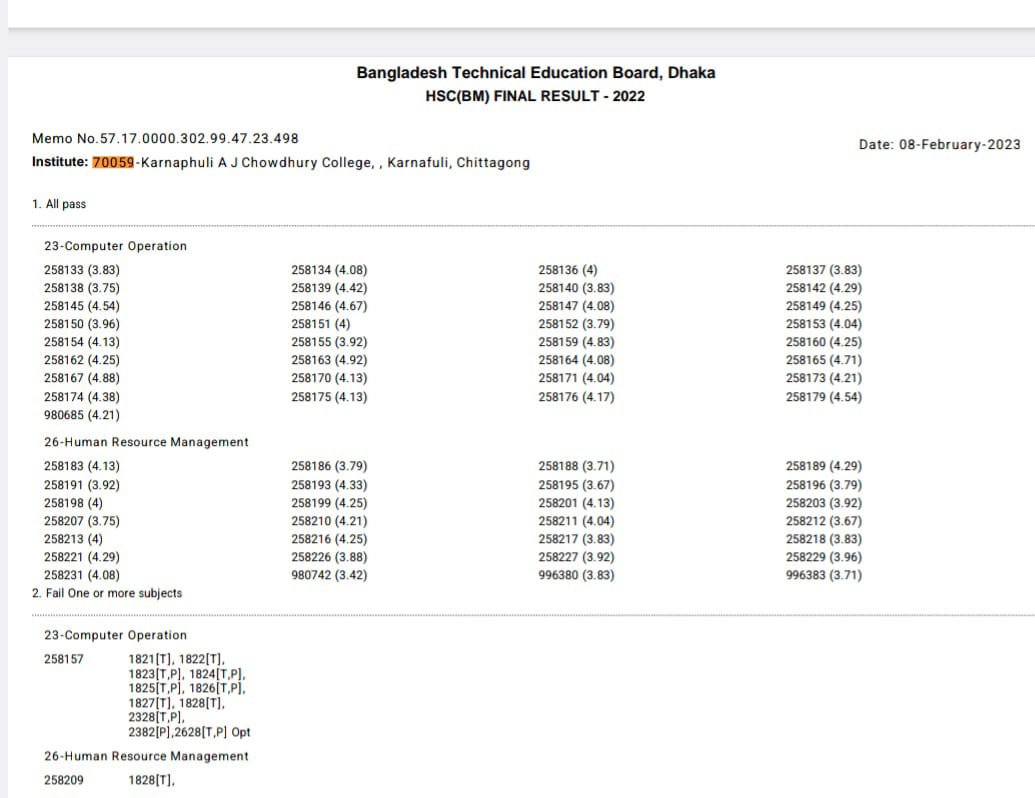 Bangladesh Technical Education Board, Dhaka
HSC(BM) FINAL RESULT - 2022
Memo No.57.17.0000.302.99.47.23.498
Date: 08-February-2023
Institute: 70059-Karnaphuli A J Chowdhury College, , Karnafuli, Chittagong
1. All pass
23-Computer Operation
258133 (3.83) 258134 (4.08) 258136 (4) 258137 (3.83)
258138 (3.75) 258139 (4.42) 258140 (3.83) 258142 (4.29)
258145 (4.54) 258146 (4.67) 258147 (4.08) 258149 (4.25)
258150 (3.96) 258151 (4) 258152 (3.79) 258153 (4.04)
258154 (4.13) 258155 (3.92) 258159 (4.83) 258160 (4.25)
258162 (4.25) 258163 (4.92) 258164 (4.08) 258165 (4.71)
258167 (4.88) 258170 (4.13) 258171 (4.04) 258173 (4.21)
258174 (4.38) 258175 (4.13) 258176 (4.17) 258179 (4.54)
980685 (4.21)
26-Human Resource Management
258183 (4.13) 258186 (3.79) 258188 (3.71) 258189 (4.29)
258191 (3.92) 258193 (4.33) 258195 (3.67) 258196 (3.79)
258198 (4) 258199 (4.25) 258201 (4.13) 258203 (3.92)
258207 (3.75) 258210 (4.21) 258211 (4.04) 258212 (3.67)
258213 (4) 258216 (4.25) 258217 (3.83) 258218 (3.83)
258221 (4.29) 258226 (3.88) 258227 (3.92) 258229 (3.96)
258231 (4.08) 980742 (3.42) 996380 (3.83) 996383 (3.71)
2. Fail One or more subjects
23-Computer Operation
258157 1821[T], 1822[T],
1823[T,P], 1824[T,P],
1825[T,P], 1826[T,P],
1827[T], 1828[T],
2328[T,P],
2382[P],2628[T,P] Opt
26-Human Resource Management
258209 1828[T],